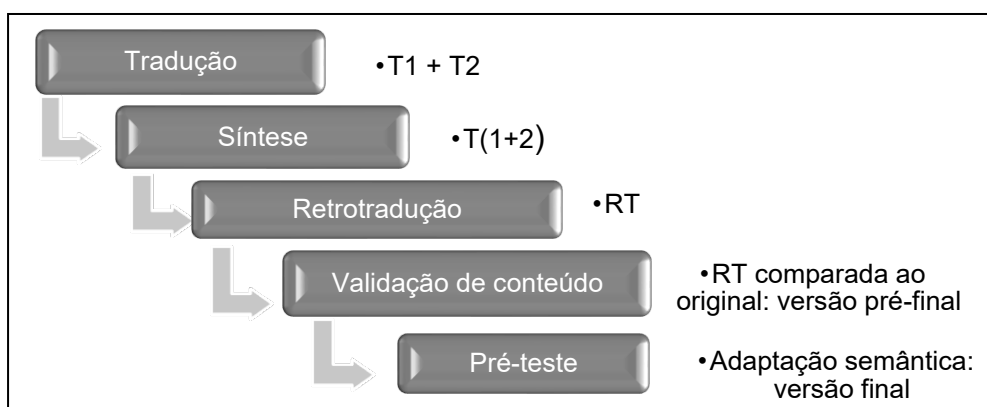 Tradução
•T1 + T2
Síntese
•T(1+2)
Retrotradução
•RT
Validação de conteúdo
•RT comparada ao
original: versão pré-final
Pré-teste
•Adaptação semântica:
versão final